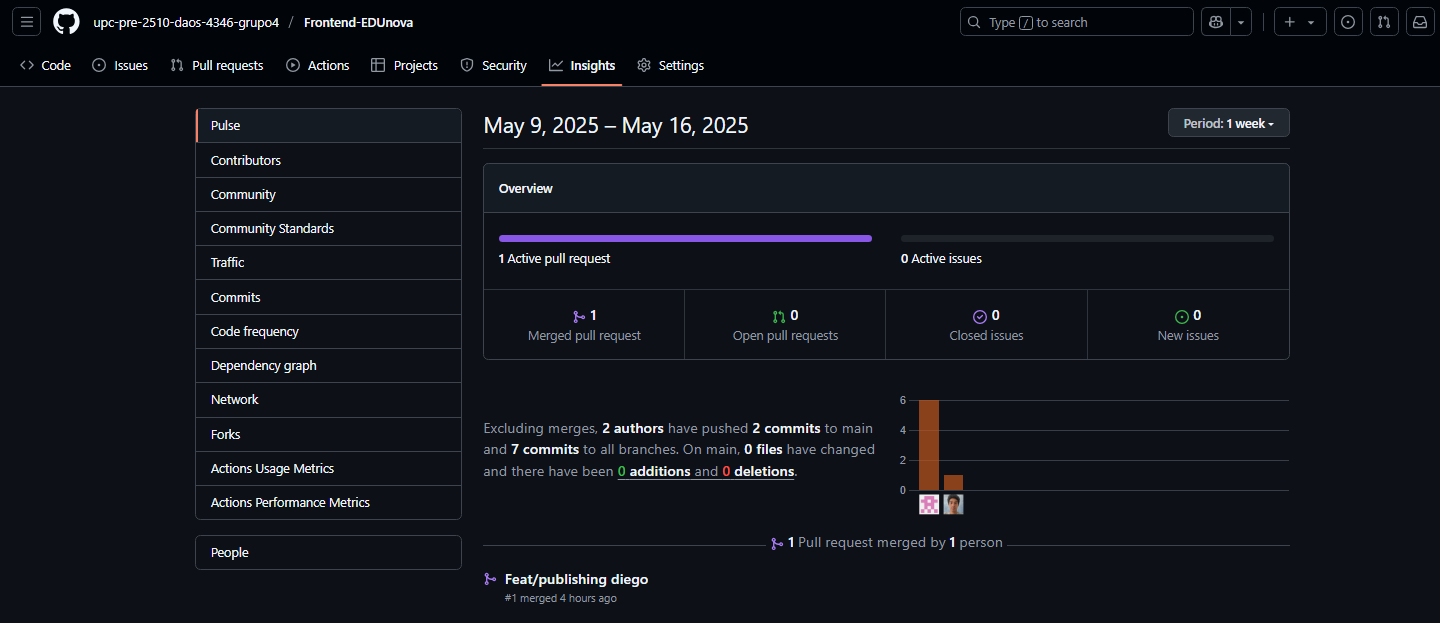 upc-pre-2510-daos-4346-grupo4 / Frontend-EDUnova
Type / to search
Code Issues Pull requests Actions Projects Security Insights Settings
Pulse
Contributors
Community
Community Standards
Traffic
Commits
Code frequency
Dependency graph
Network
Forks
Actions Usage Metrics
Actions Performance Metrics
People
May 9, 2025 – May 16, 2025
Period: 1 week
Overview
1 Active pull request
0 Active issues
1
Merged pull request
0
Open pull requests
0
Closed issues
0
New issues
Excluding merges, 2 authors have pushed 2 commits to main
and 7 commits to all branches. On main, 0 files have changed
and there have been 0 additions and 0 deletions.
6
4
2
0
1 Pull request merged by 1 person
Feat/publishing diego
#1 merged 4 hours ago